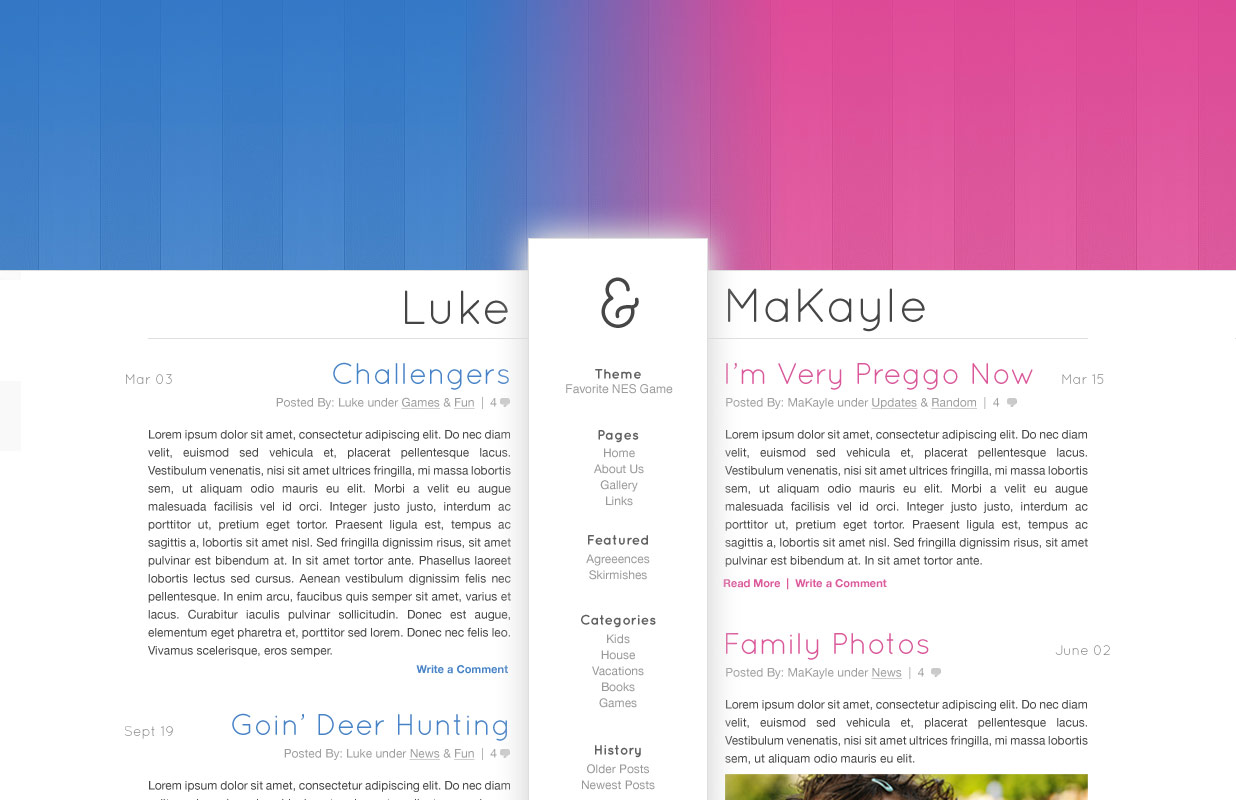 Luke
Mar 03
Challengers
Posted By: Luke under Games & Fun | 4
Lorem ipsum dolor sit amet, consectetur adipiscing elit. Do nec diam
velit, euismod sed vehicula et, placerat pellentesque lacus.
Vestibulum venenatis, nisi sit amet ultrices fringilla, mi massa lobortis
sem, ut aliquam odio mauris eu elit. Morbi a velit eu augue
malesuada facilisis vel id orci. Integer justo justo, interdum ac
porttitor ut, pretium eget tortor. Praesent ligula est, tempus ac
sagittis a, lobortis sit amet nisl. Sed fringilla dignissim risus, sit amet
pulvinar est bibendum at. In sit amet tortor ante. Phasellus laoreet
lobortis lectus sed cursus. Aenean vestibulum dignissim felis nec
pellentesque. In enim arcu, faucibus quis semper sit amet, varius et
lacus. Curabitur iaculis pulvinar sollicitudin. Donec est augue,
elementum eget pharetra et, porttitor sed lorem. Donec nec felis leo.
Vivamus scelerisque, eros semper.
Write a Comment
Sept 19
Goin' Deer Hunting
Posted By: Luke under News & Fun | 4
Lorem ipsum dolor sit amet, consectetur adipiscing elit. Do nec diam
&
Theme
Favorite NES Game
Pages
Home
About Us
Gallery
Links
Featured
Agreeences
Skirmishes
Categories
Kids
House
Vacations
Books
Games
History
Older Posts
Newest Posts
MaKayle
I'm Very Preggo Now
Mar 15
Posted By: MaKayle under Updates & Random | 4
Lorem ipsum dolor sit amet, consectetur adipiscing elit. Do nec diam
velit, euismod sed vehicula et, placerat pellentesque lacus.
Vestibulum venenatis, nisi sit amet ultrices fringilla, mi massa lobortis
sem, ut aliquam odio mauris eu elit. Morbi a velit eu augue
malesuada facilisis vel id orci. Integer justo justo, interdum ac
porttitor ut, pretium eget tortor. Praesent ligula est, tempus ac
sagittis a, lobortis sit amet nisl. Sed fringilla dignissim risus, sit amet
pulvinar est bibendum at. In sit amet tortor ante.
Read More | Write a Comment
Family Photos
June 02
Posted By: MaKayle under News | 4
Lorem ipsum dolor sit amet, consectetur adipiscing elit. Do nec diam
velit, euismod sed vehicula et, placerat pellentesque lacus.
Vestibulum venenatis, nisi sit amet ultrices fringilla, mi massa lobortis
sem, ut aliquam odio mauris eu elit.